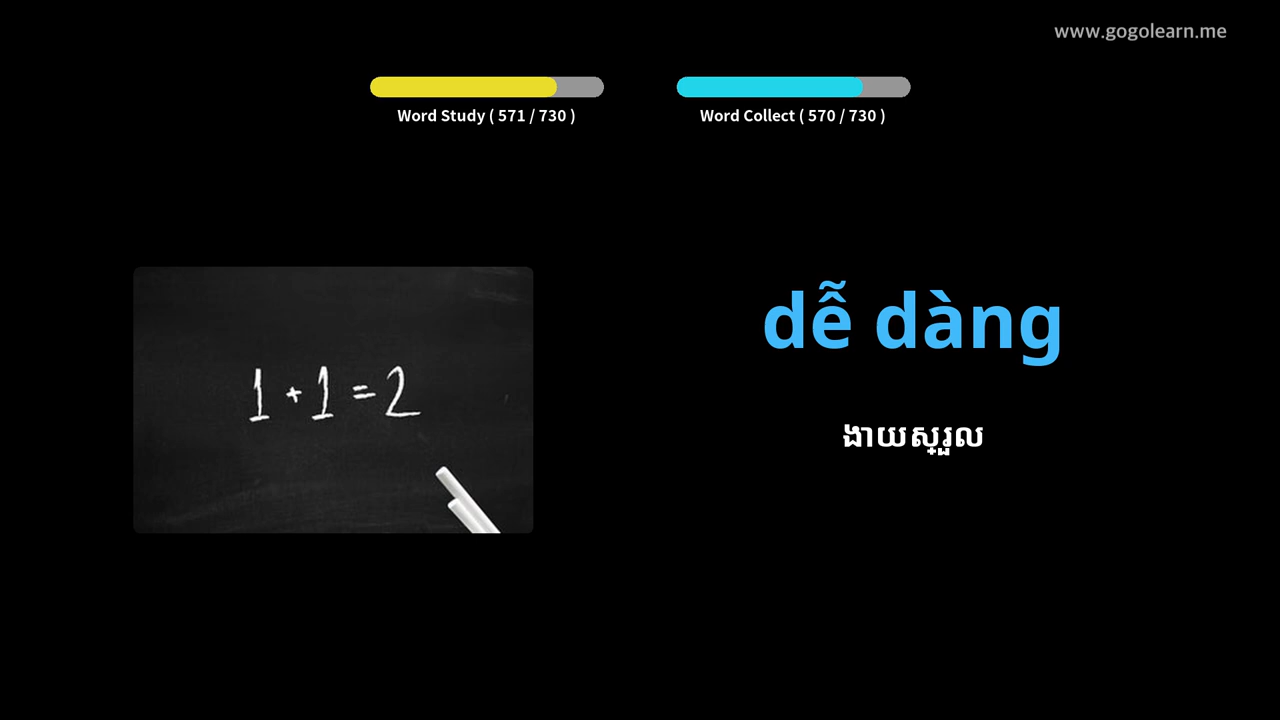 www.gogolearn.me
Word Study ( 571 / 730 )
Word Collect ( 570 / 730 )
1 + 1 = 2
dễ dàng
ងាយស្រួល